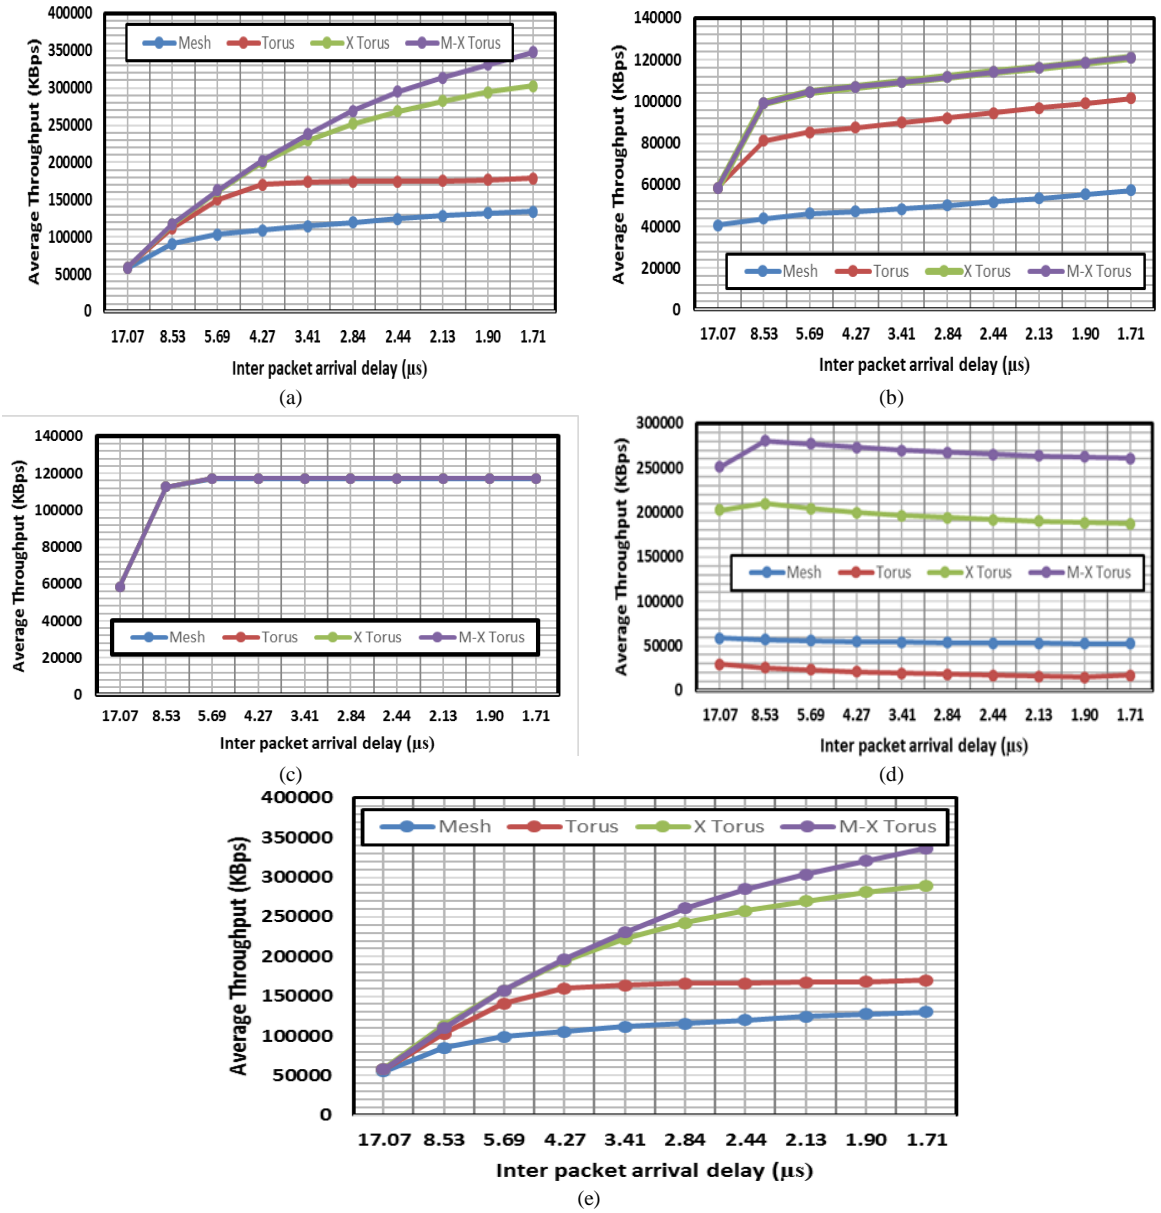 400000
350000
300000
250000
200000
150000
100000
50000
0
Average Throughput (KBps)
Mesh Torus X Torus M-X Torus
17.07 8.53 5.69 4.27 3.41 2.84 2.44 2.13 1.90 1.71
Inter packet arrival delay (µs)
(a)
140000
120000
100000
80000
60000
40000
20000
0
Average Throughput (KBps)
Mesh Torus X Torus M-X Torus
17.07 8.53 5.69 4.27 3.41 2.84 2.44 2.13 1.90 1.71
Inter packet arrival delay (µs)
(b)
140000
120000
100000
80000
60000
40000
20000
0
Average Throughput (KBps)
Mesh Torus X Torus M-X Torus
17.07 8.53 5.69 4.27 3.41 2.84 2.44 2.13 1.90 1.71
Inter packet arrival delay (µs)
(c)
300000
250000
200000
150000
100000
50000
0
Average Throughput (KBps)
Mesh Torus X Torus M-X Torus
17.07 8.53 5.69 4.27 3.41 2.84 2.44 2.13 1.90 1.71
Inter packet arrival delay (µs)
(d)
400000
350000
300000
250000
200000
150000
100000
50000
0
Average Throughput (KBps)
Mesh Torus X Torus M-X Torus
17.07 8.53 5.69 4.27 3.41 2.84 2.44 2.13 1.90 1.71
Inter packet arrival delay (µs)
(e)